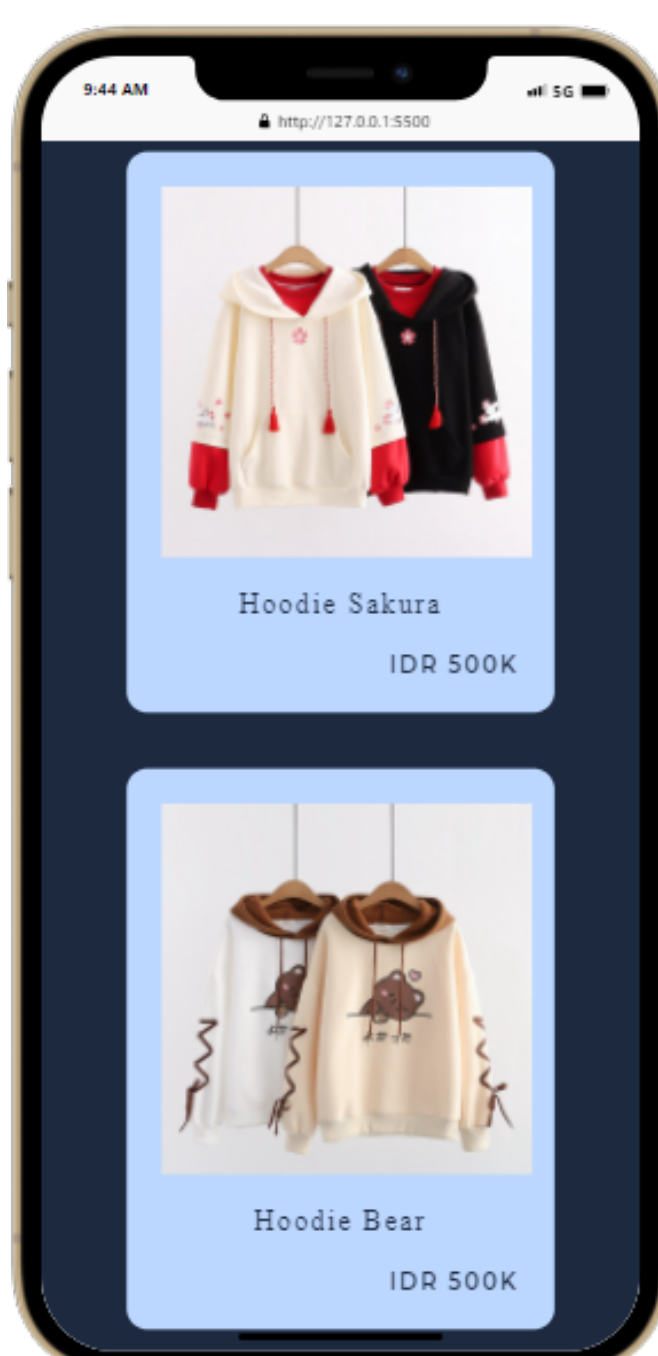 9:44 AM
5G
http://127.0.0.1:5500
Hoodie Sakura
IDR 500K
Hoodie Bear
IDR 500K